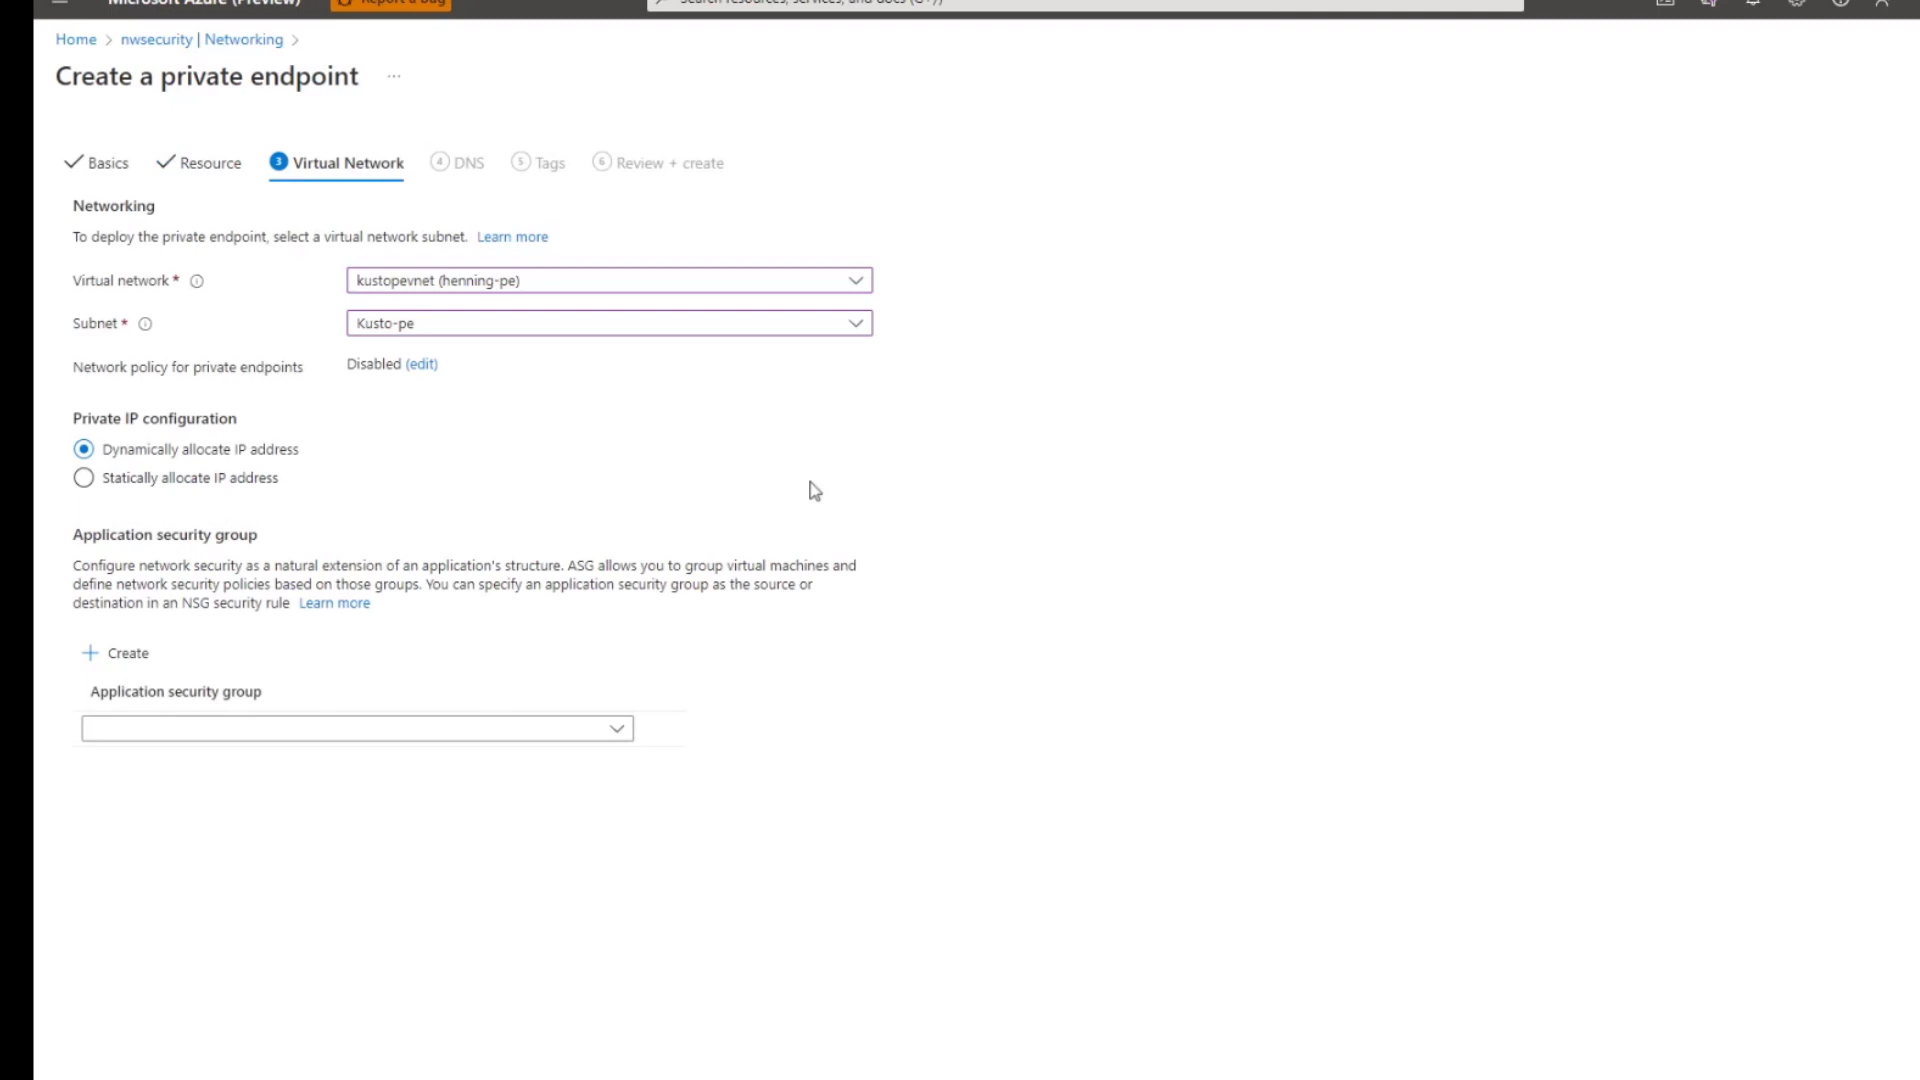 Microsoft Azure (Preview)
Report a bug
Search resources, services, and docs (G+/)
Home > nwsecurity | Networking >
Create a private endpoint ...
Basics
Resource
3 Virtual Network
4 DNS
5 Tags
6 Review + create
Networking
To deploy the private endpoint, select a virtual network subnet. Learn more
Virtual network *
kustopevnet (henning-pe)
Subnet *
Kusto-pe
Network policy for private endpoints
Disabled (edit)
Private IP configuration
Dynamically allocate IP address
Statically allocate IP address
Application security group
Configure network security as a natural extension of an application's structure. ASG allows you to group virtual machines and
define network security policies based on those groups. You can specify an application security group as the source or
destination in an NSG security rule Learn more
+ Create
Application security group